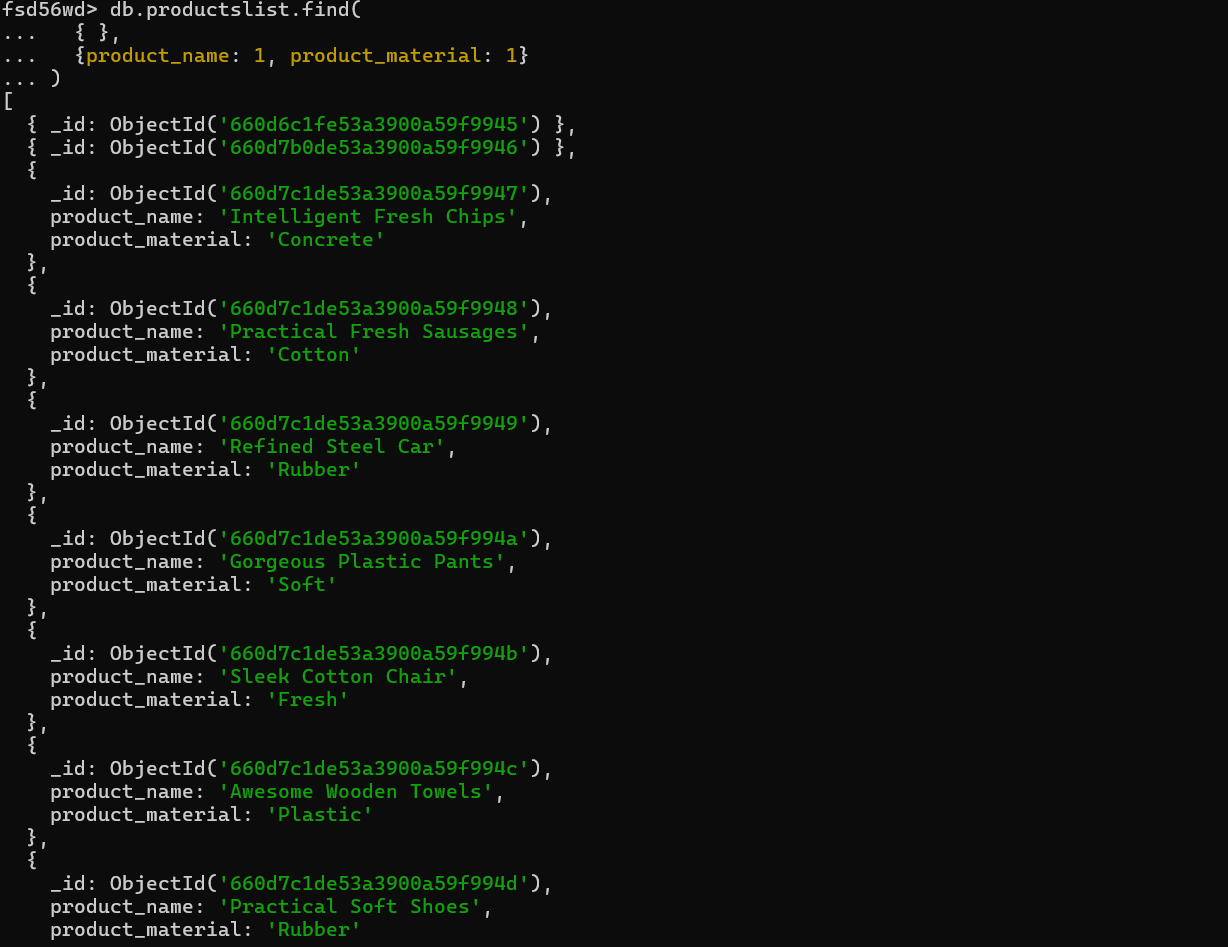 fsd56wd> db.productslist.find(
...   { },
...   {product_name: 1, product_material: 1}
... )
[
  { _id: ObjectId('660d6c1fe53a3900a59f9945') },
  { _id: ObjectId('660d7b0de53a3900a59f9946') },
  {
    _id: ObjectId('660d7c1de53a3900a59f9947'),
    product_name: 'Intelligent Fresh Chips',
    product_material: 'Concrete'
  },
  {
    _id: ObjectId('660d7c1de53a3900a59f9948'),
    product_name: 'Practical Fresh Sausages',
    product_material: 'Cotton'
  },
  {
    _id: ObjectId('660d7c1de53a3900a59f9949'),
    product_name: 'Refined Steel Car',
    product_material: 'Rubber'
  },
  {
    _id: ObjectId('660d7c1de53a3900a59f994a'),
    product_name: 'Gorgeous Plastic Pants',
    product_material: 'Soft'
  },
  {
    _id: ObjectId('660d7c1de53a3900a59f994b'),
    product_name: 'Sleek Cotton Chair',
    product_material: 'Fresh'
  },
  {
    _id: ObjectId('660d7c1de53a3900a59f994c'),
    product_name: 'Awesome Wooden Towels',
    product_material: 'Plastic'
  },
  {
    _id: ObjectId('660d7c1de53a3900a59f994d'),
    product_name: 'Practical Soft Shoes',
    product_material: 'Rubber'